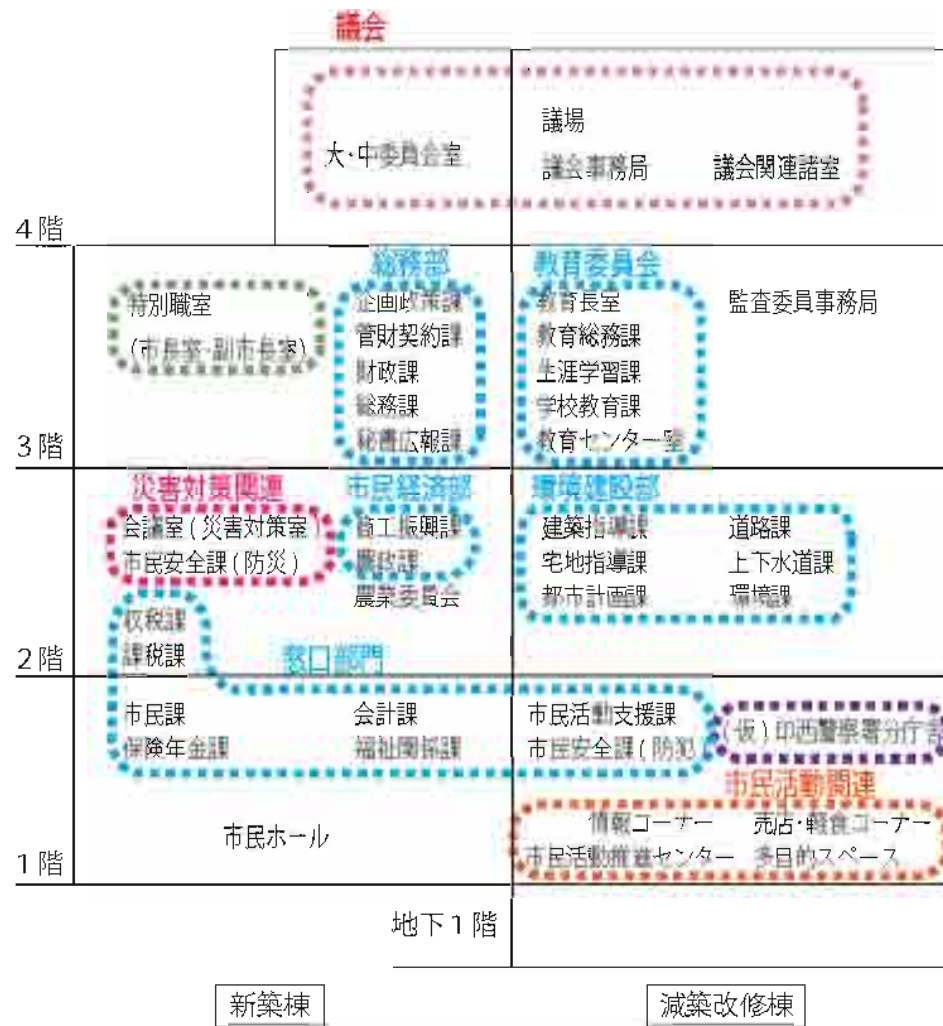 議会
大・中委員会室
議場
議会事務局 議会関連諸室
4階
総務部 教育委員会
特別職室
(市長室・副市長室)
企画政策課
管財契約課
財政課
総務課
秘書広報課
教育長室
教育総務課
生涯学習課
学校教育課
教育センター室
監査委員事務局
3階
災害対策関連 市民経済部 環境建設部
会議室(災害対策室)
市民安全課(防災)
商工振興課
農政課
農業委員会
建築指導課 道路課
宅地指導課 上下水道課
都市計画課 環境課
収税課
課税課
2階
窓口部門
市民課 会計課 市民活動支援課
保険年金課 福祉関係課 市民安全課(防犯)
(仮)印西警察署分庁舎
市民活動関連
情報コーナー 売店・軽食コーナー
市民活動推進センター 多目的スペース
市民ホール
1階
地下1階
新築棟 減築改修棟